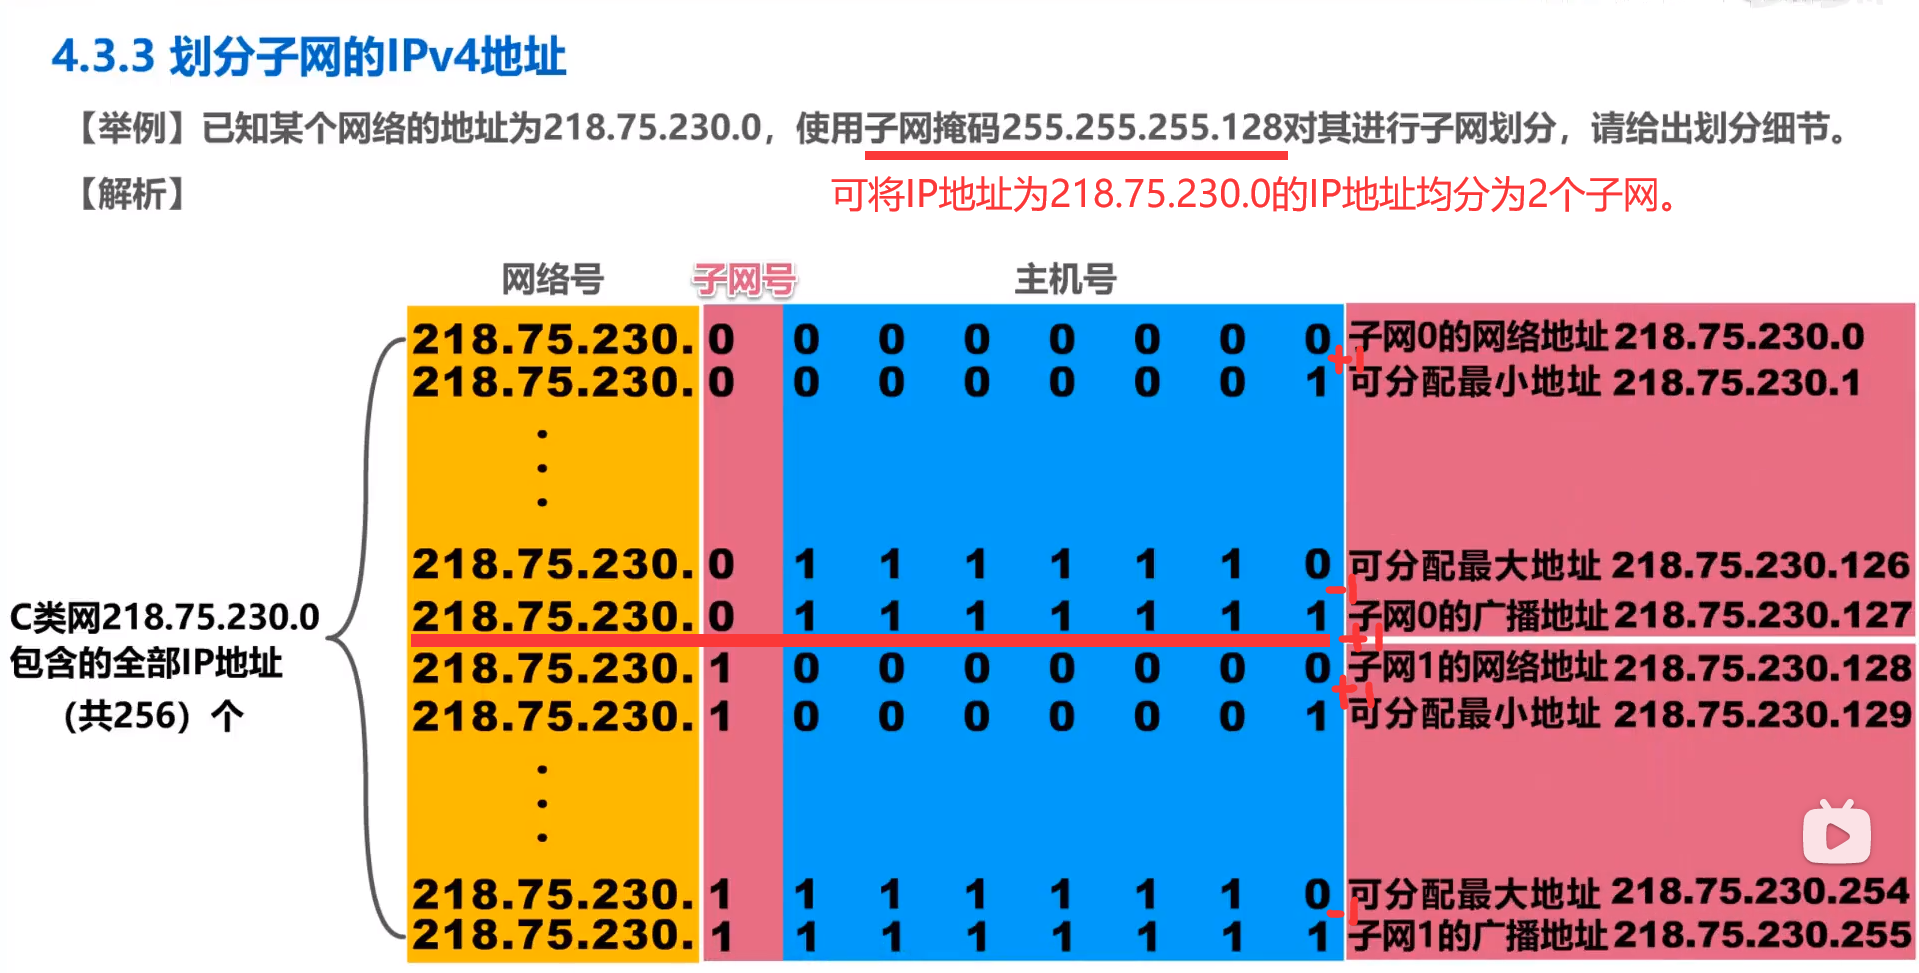 4.3.3 划分子网的IPv4地址
【举例】已知某个网络的地址为218.75.230.0，使用子网掩码255.255.255.128对其进行子网划分，请给出划分细节。
【解析】
可将IP地址为218.75.230.0的IP地址均分为2个子网。
网络号 子网号 主机号
218.75.230. 0 0 0 0 0 0 0 0 子网0的网络地址 218.75.230.0
+1
218.75.230. 0 0 0 0 0 0 0 1 可分配最小地址 218.75.230.1
218.75.230. 0 1 1 1 1 1 1 0 可分配最大地址 218.75.230.126
-1
218.75.230. 0 1 1 1 1 1 1 1 子网0的广播地址 218.75.230.127
+1
218.75.230. 1 0 0 0 0 0 0 0 子网1的网络地址 218.75.230.128
+1
218.75.230. 1 0 0 0 0 0 0 1 可分配最小地址 218.75.230.129
218.75.230. 1 1 1 1 1 1 1 0 可分配最大地址 218.75.230.254
-1
218.75.230. 1 1 1 1 1 1 1 1 子网1的广播地址 218.75.230.255
C类网218.75.230.0
包含的全部IP地址
（共256）个